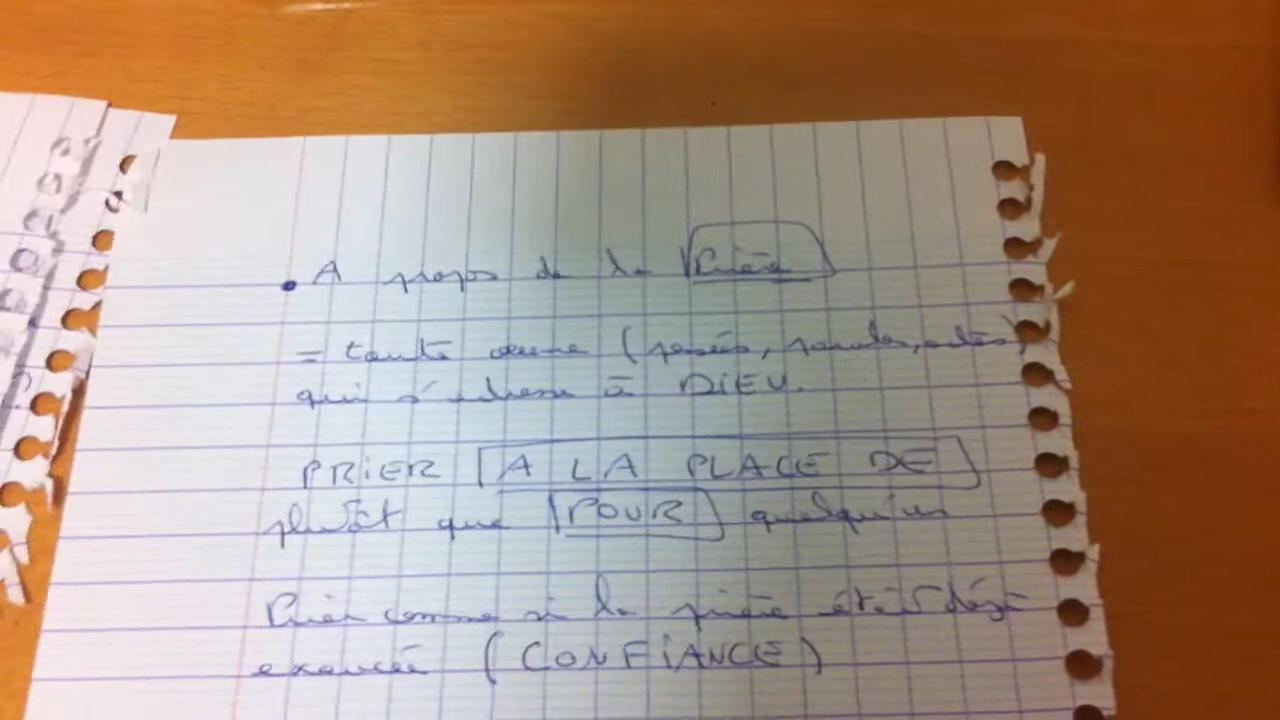 • A propos de la Prière
= toute œuvre (pensées, paroles, actes)
qui s'adresse à DIEU.
PRIER A LA PLACE DE
plutôt que POUR quelqu'un
Prier comme si la prière était déjà
exaucée (CONFIANCE)